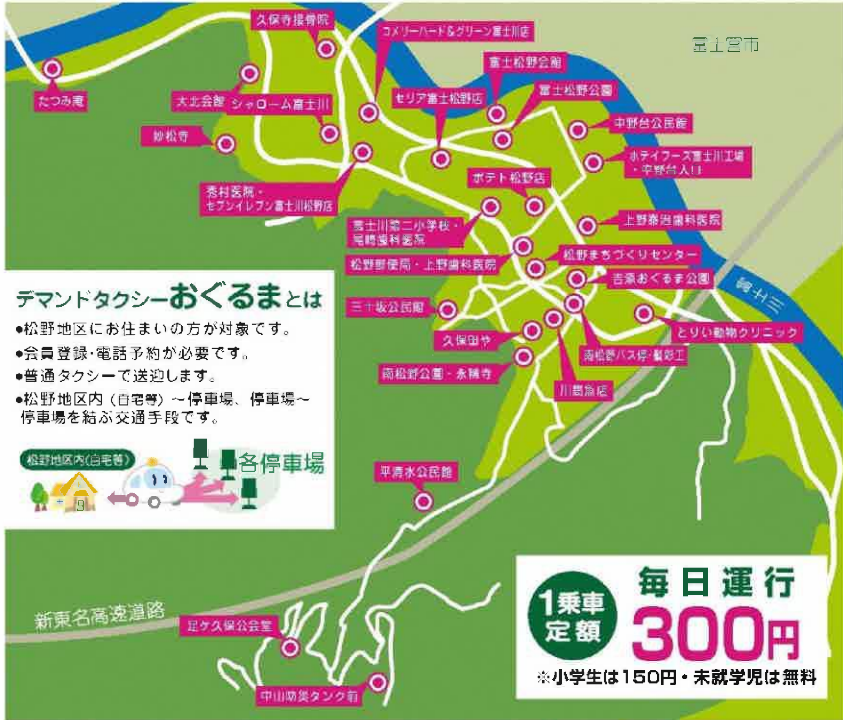 久保寺接骨院
コメリーハード&グリーン富士川店
富士宮市
たつみ庵
大北会館
シャローム富士川
セリア富士松野店
富士松野会館
富士松野公園
中野台公民館
妙松寺
ホテイフーズ富士川工場
・中野台入口
秀村医院・
セブンイレブン富士川松野店
ポテト松野店
富士川第二小学校・
尾崎歯科医院
上野泰治歯科医院
松野郵便局・上野歯科医院
松野まちづくりセンター
吉添おぐるま公園
三十坂公民館
久保田や
とりい動物クリニック
南松野公園・永精寺
川間魚店
デマンドタクシーおぐるまとは
•松野地区にお住まいの方が対象です。
•会員登録・電話予約が必要です。
•普通タクシーで送迎します。
•松野地区内(自宅等)〜停車場、停車場〜
停車場を結ぶ交通手段です。
松野地区内(自宅等)
各停車場
平清水公民館
新東名高速道路
足ケ久保公会堂
中山防災タンク前
1乗車
定額
毎日運行
300円
※小学生は150円・未就学児は無料